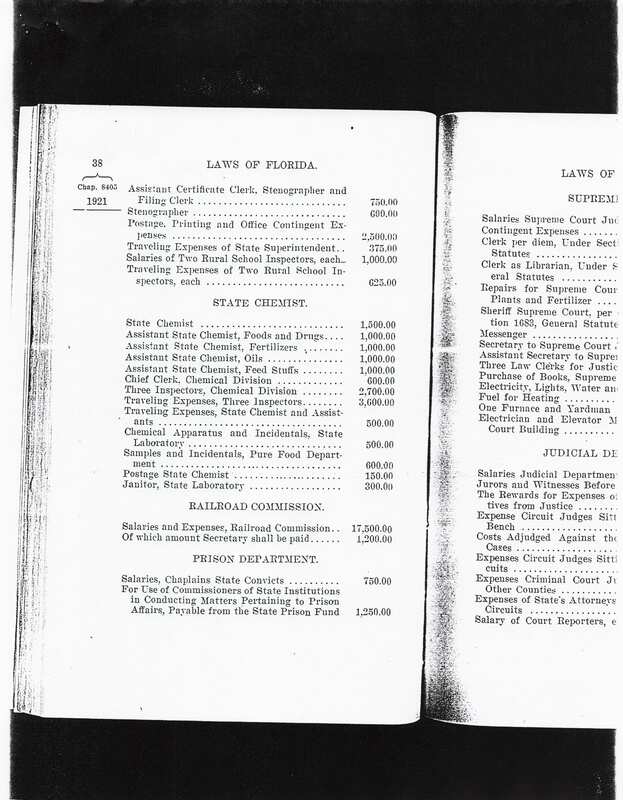 38
LAWS OF FLORIDA.
Chap. 8405
1921
Assistant Certificate Clerk, Stenographer and
Filing Clerk .............................. 750.00
Stenographer ............................... 600.00
Postage, Printing and Office Contingent Ex-
penses .................................. 2,500.00
Traveling Expenses of State Superintendent.. 375.00
Salaries of Two Rural School Inspectors, each.. 1,000.00
Traveling Expenses of Two Rural School In-
spectors, each ............................ 625.00
STATE CHEMIST.
State Chemist ............................. 1,500.00
Assistant State Chemist, Foods and Drugs.... 1,000.00
Assistant State Chemist, Fertilizers ........ 1,000.00
Assistant State Chemist, Oils ............... 1,000.00
Assistant State Chemist, Feed Stuffs ........ 1,000.00
Chief Clerk, Chemical Division ............. 600.00
Three Inspectors, Chemical Division ........ 2,700.00
Traveling Expenses, Three Inspectors........ 3,600.00
Traveling Expenses, State Chemist and Assist-
ants ..................................... 500.00
Chemical Apparatus and Incidentals, State
Laboratory ............................... 500.00
Samples and Incidentals, Pure Food Depart-
ment .................................... 600.00
Postage State Chemist ...................... 150.00
Janitor, State Laboratory .................. 300.00
RAILROAD COMMISSION.
Salaries and Expenses, Railroad Commission.. 17,500.00
Of which amount Secretary shall be paid...... 1,200.00
PRISON DEPARTMENT.
Salaries, Chaplains State Convicts .......... 750.00
For Use of Commissioners of State Institutions
in Conducting Matters Pertaining to Prison
Affairs, Payable from the State Prison Fund 1,250.00
LAWS OF
SUPREM
Salaries Supreme Court Jud
Contingent Expenses .......
Clerk per diem, Under Secti
Statutes .................
Clerk as Librarian, Under S
eral Statutes ............
Repairs for Supreme Cour
Plants and Fertilizer ....
Sheriff Supreme Court, per
tion 1683, General Statute
Messenger .................
Secretary to Supreme Court
Assistant Secretary to Suprer
Three Law Clerks for Justic
Purchase of Books, Supreme
Electricity, Lights, Water an
Fuel for Heating ..........
One Furnace and Yardman
Electrician and Elevator M
Court Building ..........
JUDICIAL DE
Salaries Judicial Departmen
Jurors and Witnesses Before
The Rewards for Expenses o
tives from Justice ........
Expense Circuit Judges Sitt
Bench ...................
Costs Adjudged Against the
Cases ...................
Expenses Circuit Judges Sitti
cuits ....................
Expenses Criminal Court Ju
Other Counties ..........
Expenses of State's Attorneys
Circuits .................
Salary of Court Reporters, e